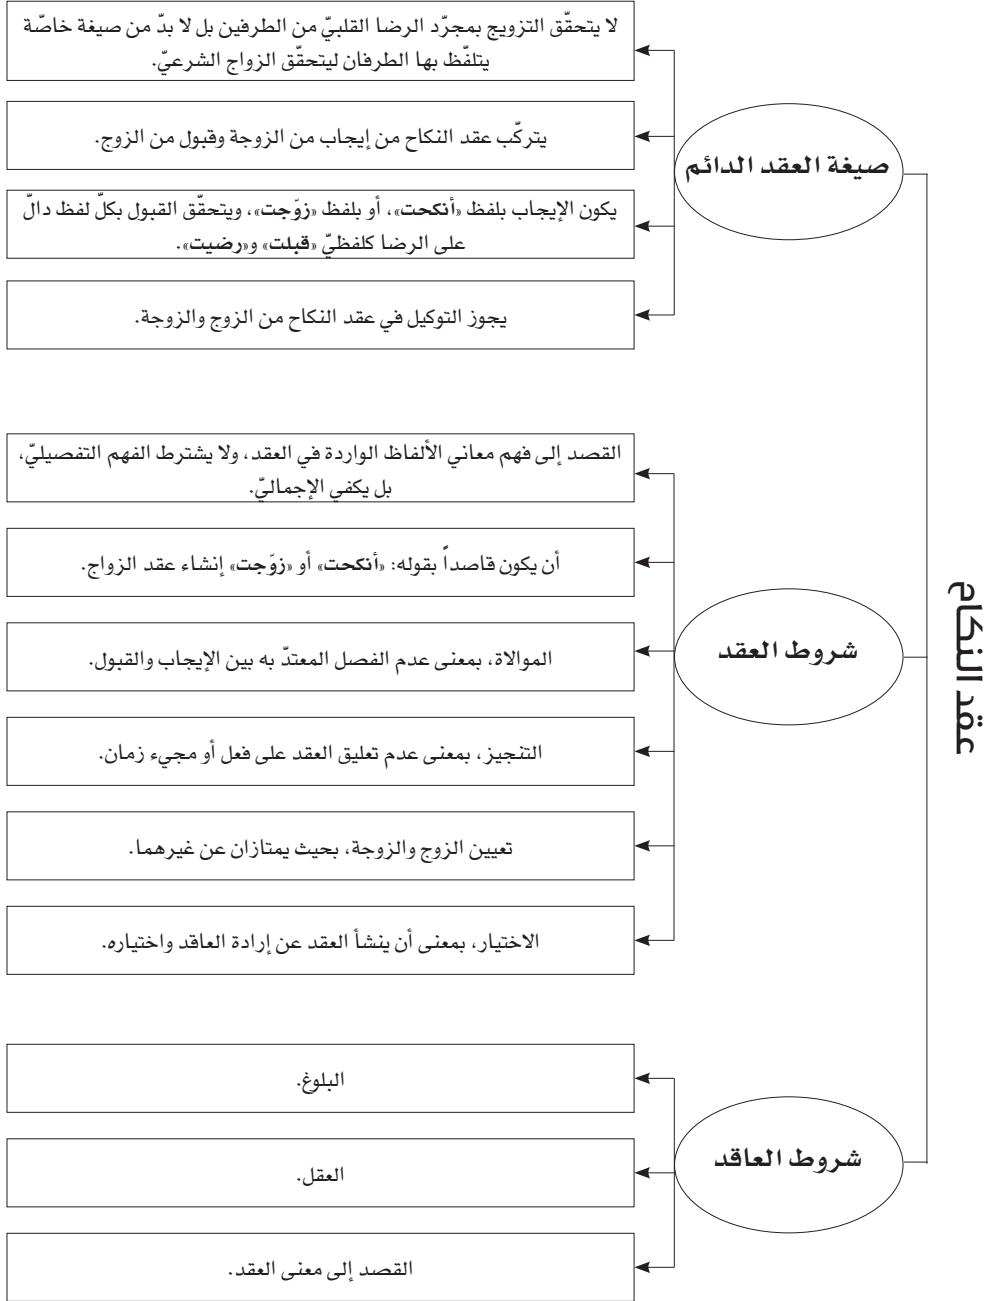 عقد النكاح
صيغة العقد الدائم
لا يتحقّق التزويج بمجرّد الرضا القلبيّ من الطرفين بل لا بدّ من صيغة خاصّة
يتلفّظ بها الطرفان ليتحقّق الزواج الشرعيّ.
يتركّب عقد النكاح من إيجاب من الزوجة وقبول من الزوج.
يكون الإيجاب بلفظ «أنكحت»، أو بلفظ «زوّجت»، ويتحقّق القبول بكلّ لفظ دالّ
على الرضا كلفظيّ «قبلت» و«رضيت».
يجوز التوكيل في عقد النكاح من الزوج والزوجة.
شروط العقد
القصد إلى فهم معاني الألفاظ الواردة في العقد، ولا يشترط الفهم التفصيليّ،
بل يكفي الإجماليّ.
أن يكون قاصداً بقوله: «أنكحت» أو «زوّجت» إنشاء عقد الزواج.
الموالاة، بمعنى عدم الفصل المعتدّ به بين الإيجاب والقبول.
التنجيز، بمعنى عدم تعليق العقد على فعل أو مجيء زمان.
تعيين الزوج والزوجة، بحيث يمتازان عن غيرهما.
الاختيار، بمعنى أن ينشأ العقد عن إرادة العاقد واختياره.
شروط العاقد
البلوغ.
العقل.
القصد إلى معنى العقد.